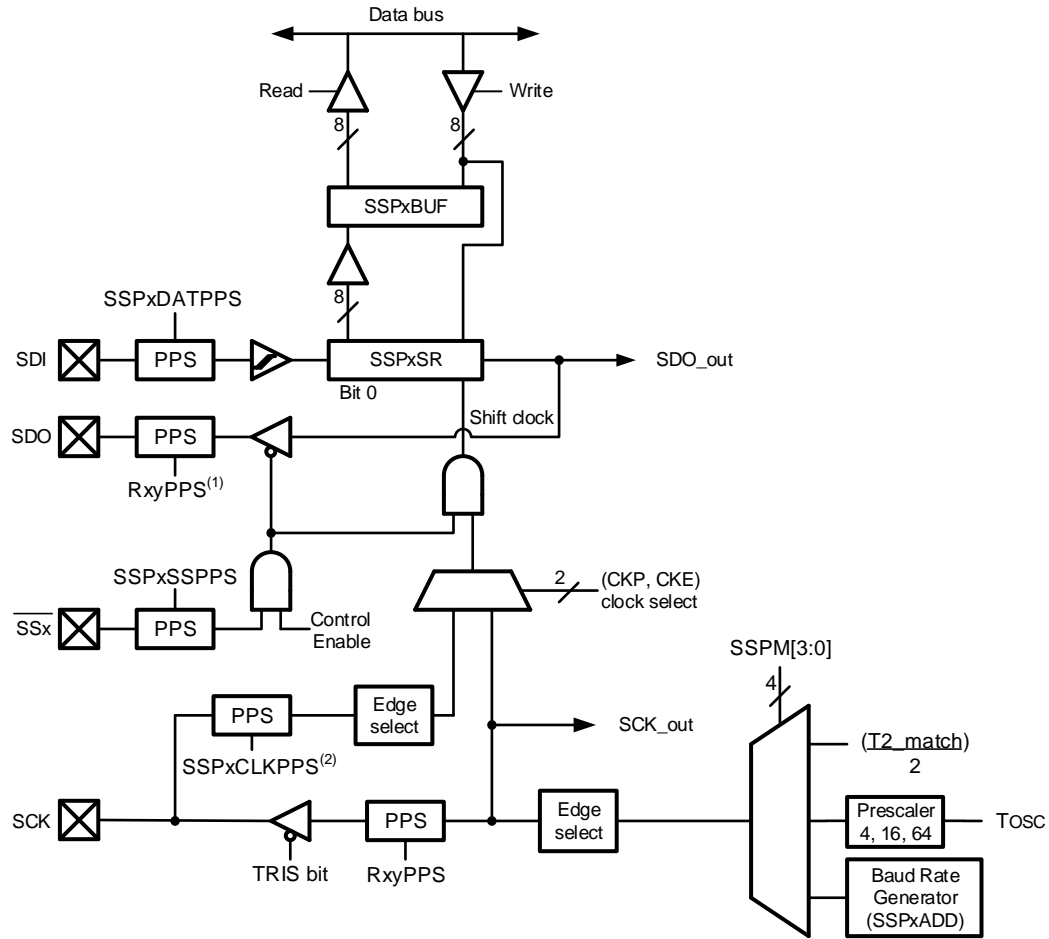 Data bus
Read
Write
8
8
SSPxBUF
8
SSPxDATPPS
SDI
PPS
SSPxSR
SDO_out
Bit 0
Shift clock
SDO
PPS
RxyPPS(1)
SSPxSSPPS
2
(CKP, CKE)
clock select
SSx
PPS
Control
Enable
SSPM[3:0]
4
PPS
Edge
select
SCK_out
(T2_match)
2
SSPxCLKPPS(2)
SCK
PPS
Edge
select
Prescaler
4, 16, 64
TOSC
TRIS bit
RxyPPS
Baud Rate
Generator
(SSPxADD)